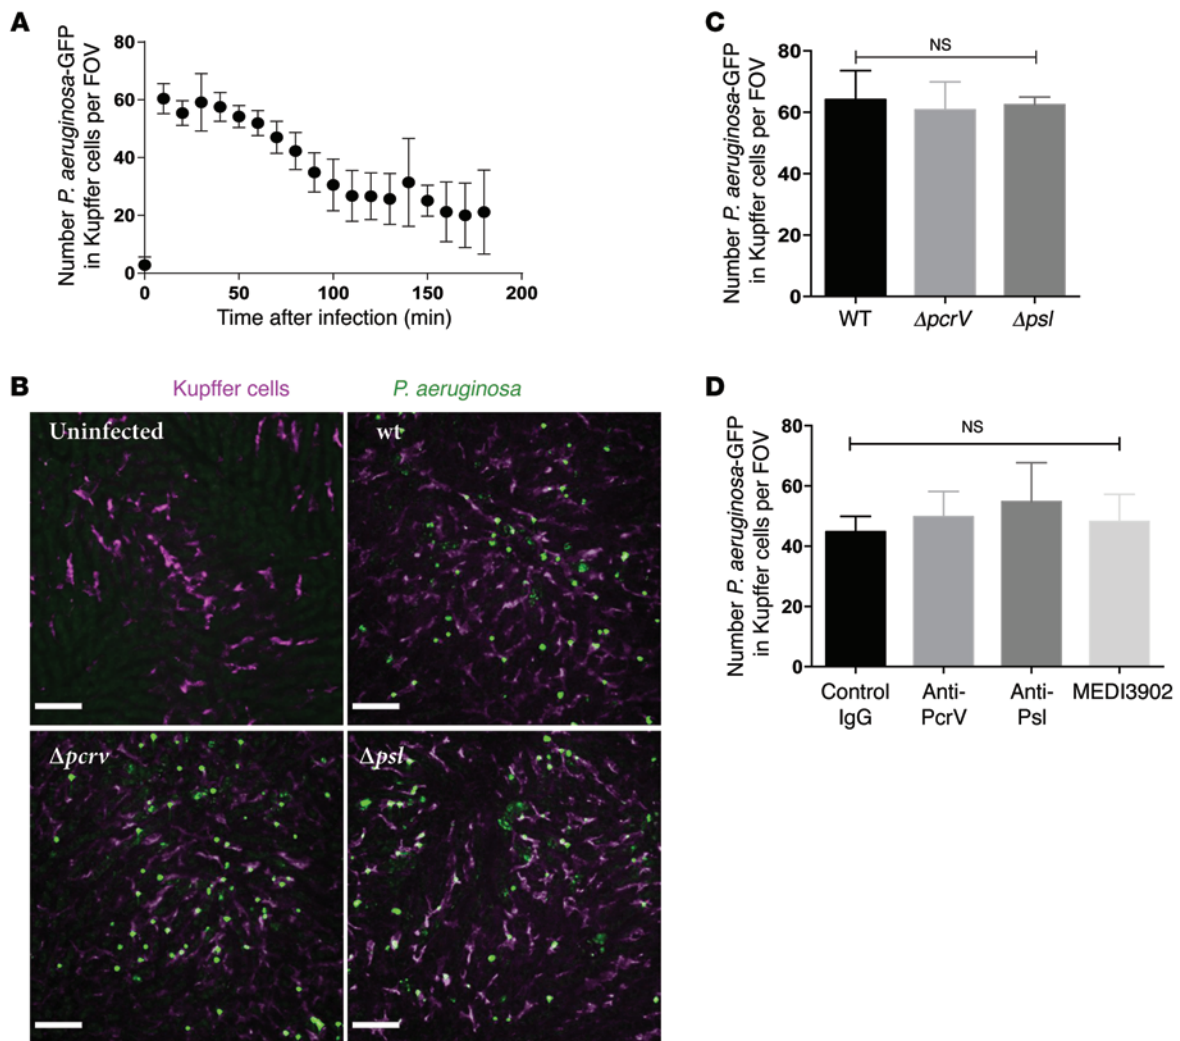 A
Number P. aeruginosa-GFP
in Kupffer cells per FOV
80
60
40
20
0
0 50 100 150 200
Time after infection (min)
B
Kupffer cells P. aeruginosa
Uninfected
wt
Δpcrv
Δpsl
C
Number P. aeruginosa-GFP
in Kupffer cells per FOV
80
60
40
20
0
NS
WT ΔpcrV Δpsl
D
Number P. aeruginosa-GFP
in Kupffer cells per FOV
80
60
40
20
0
NS
Control Anti- Anti- MEDI3902
IgG PcrV Psl